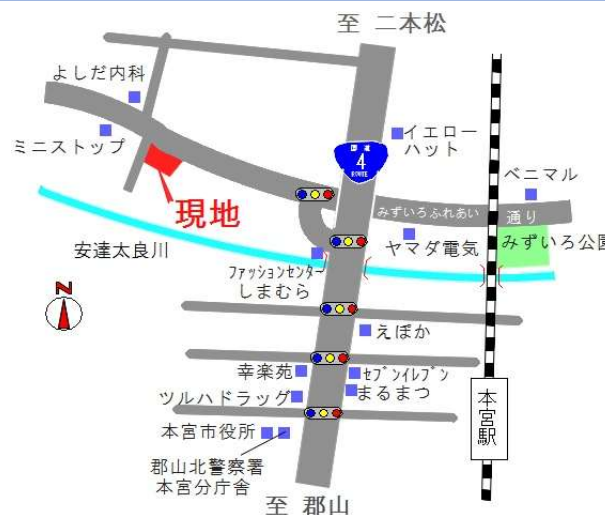 至 二本松
よしだ内科
ミニストップ
イエロー
ハット
国道
4
ROUTE
ベニマル
現地
みずいろふれあい
通り
安達太良川
ヤマダ電気
みずいろ公園
ファッションセンター
しまむら
N
えぽか
幸楽苑
セブンイレブン
ツルハドラッグ
まるまつ
本宮駅
本宮市役所
郡山北警察署
本宮分庁舎
至 郡山